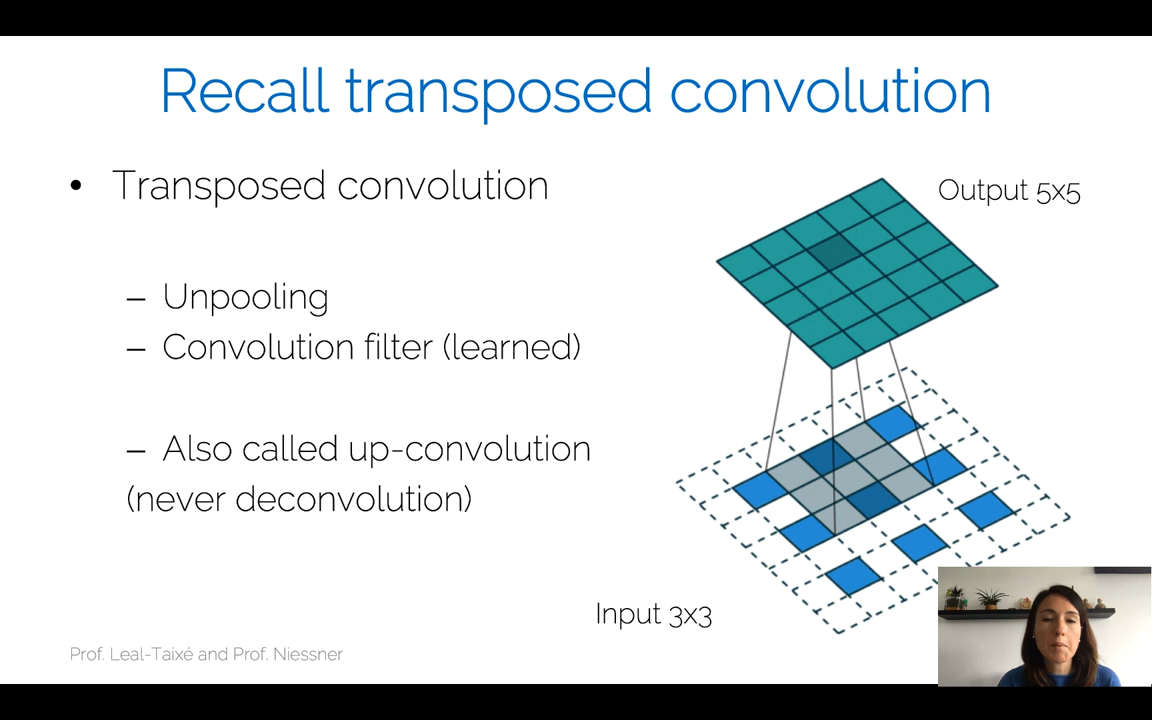 Recall transposed convolution
• Transposed convolution
– Unpooling
– Convolution filter (learned)
– Also called up-convolution
(never deconvolution)
Output 5x5
Input 3x3
Prof. Leal-Taixé and Prof. Niessner